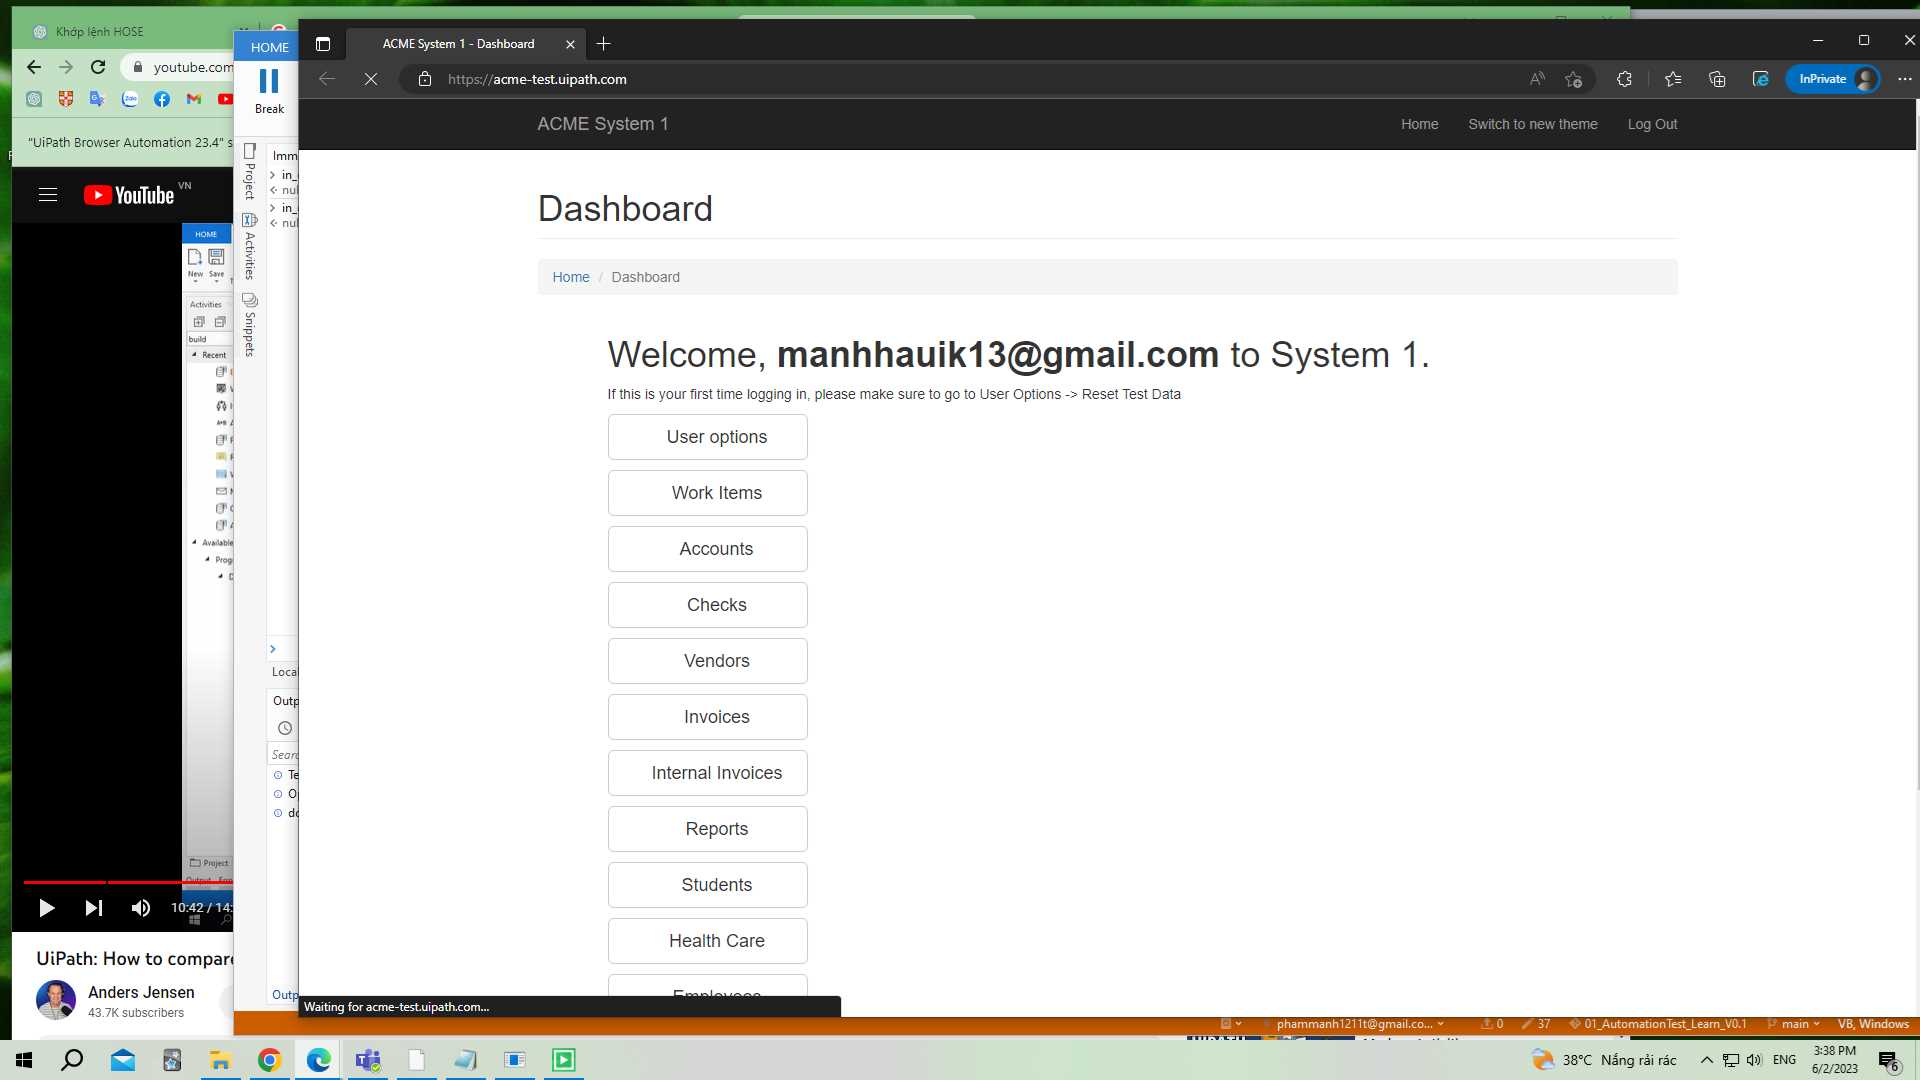 Khớp lệnh HOSE
youtube.com
"UiPath Browser Automation 23.4" s
YouTube VN
HOME
New
Save
Activities
build
Recent
Available
Prog
Project
Output
10:42 / 14:
UiPath: How to compare
Anders Jensen
43.7K subscribers
HOME
Break
Project
Activities
Snippets
Imm
in_
nul
in_
nul
Loca
Outp
Searc
Te
Op
do
Outp
ACME System 1 - Dashboard
https://acme-test.uipath.com
InPrivate
ACME System 1
Home
Switch to new theme
Log Out
Dashboard
Home / Dashboard
Welcome, manhhauik13@gmail.com to System 1.
If this is your first time logging in, please make sure to go to User Options -> Reset Test Data
User options
Work Items
Accounts
Checks
Vendors
Invoices
Internal Invoices
Reports
Students
Health Care
Employees
Waiting for acme-test.uipath.com...
phammanh1211t@gmail.co...
0
37
01_AutomationTest_Learn_V0.1
main
VB, Windows
38°C Nắng rải rác
ENG
3:38 PM
6/2/2023
6